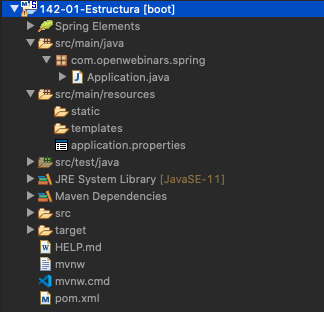 142-01-Estructura [boot]
Spring Elements
src/main/java
com.openwebinars.spring
Application.java
src/main/resources
static
templates
application.properties
src/test/java
JRE System Library [JavaSE-11]
Maven Dependencies
src
target
HELP.md
mvnw
mvnw.cmd
pom.xml